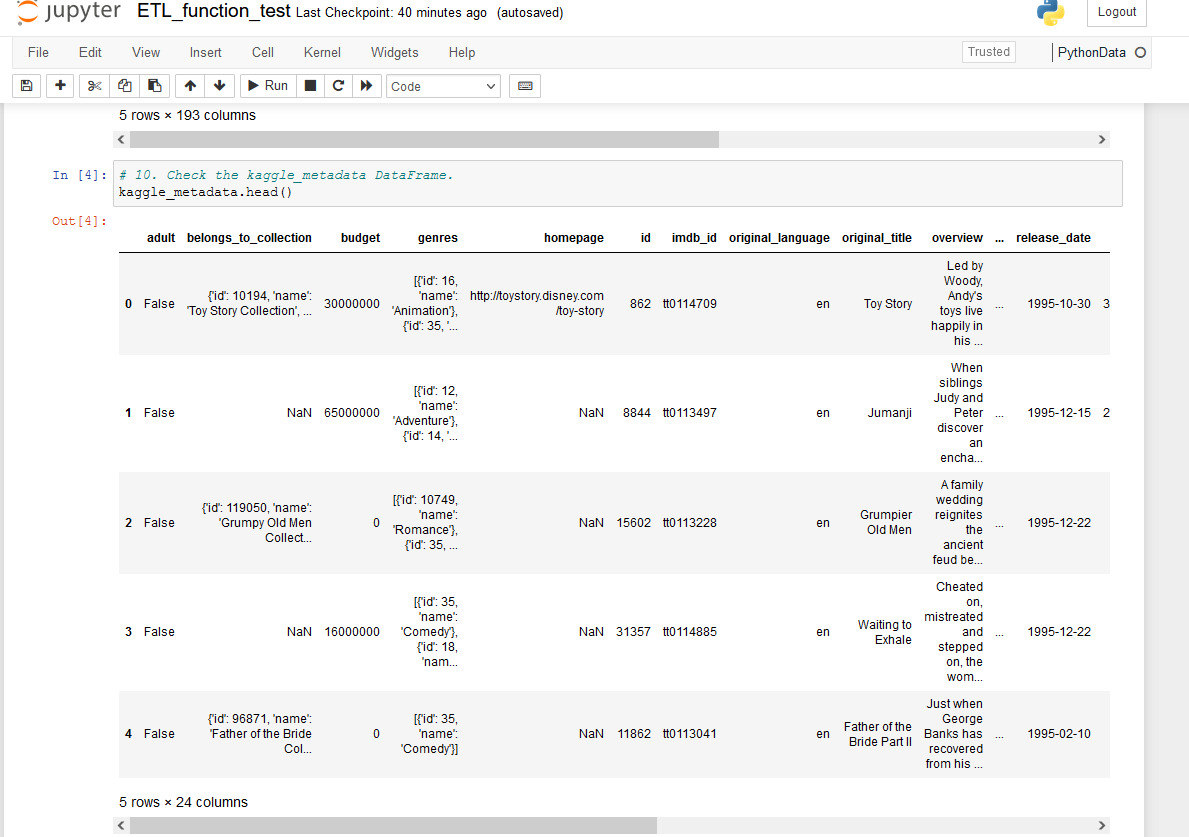 jupyter ETL_function_test Last Checkpoint: 40 minutes ago (autosaved)
Logout
File Edit View Insert Cell Kernel Widgets Help
Trusted
PythonData
Run
Code
5 rows × 193 columns
In [4]:
# 10. Check the kaggle_metadata DataFrame.
kaggle_metadata.head()
Out[4]:
adult belongs_to_collection budget genres homepage id imdb_id original_language original_title overview ... release_date
0 False {'id': 10194, 'name': 'Toy Story Collection', ... 30000000 [{'id': 16, 'name': 'Animation'}, {'id': 35, '... http://toystory.disney.com/toy-story 862 tt0114709 en Toy Story Led by Woody, Andy's toys live happily in his ... ... 1995-10-30 3
1 False NaN 65000000 [{'id': 12, 'name': 'Adventure'}, {'id': 14, '... NaN 8844 tt0113497 en Jumanji When siblings Judy and Peter discover an encha... ... 1995-12-15 2
2 False {'id': 119050, 'name': 'Grumpy Old Men Collect... 0 [{'id': 10749, 'name': 'Romance'}, {'id': 35, ... NaN 15602 tt0113228 en Grumpier Old Men A family wedding reignites the ancient feud be... ... 1995-12-22
3 False NaN 16000000 [{'id': 35, 'name': 'Comedy'}, {'id': 18, 'nam... NaN 31357 tt0114885 en Waiting to Exhale Cheated on, mistreated and stepped on, the wom... ... 1995-12-22
4 False {'id': 96871, 'name': 'Father of the Bride Col... 0 [{'id': 35, 'name': 'Comedy'}] NaN 11862 tt0113041 en Father of the Bride Part II Just when George Banks has recovered from his ... ... 1995-02-10
5 rows × 24 columns